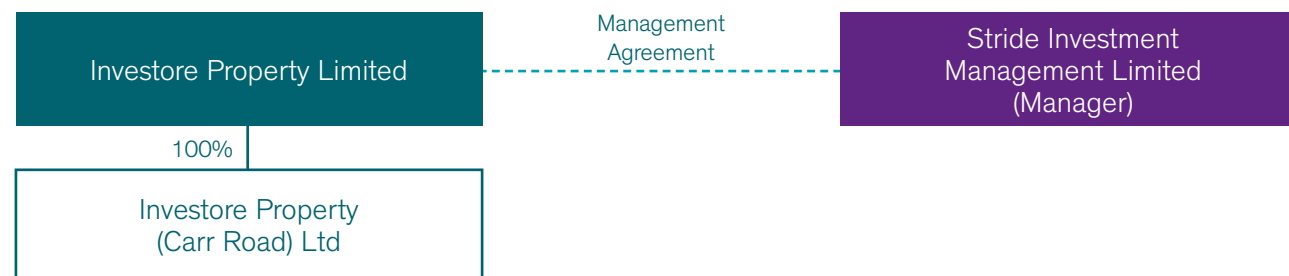 Investore Property Limited
Management
Agreement
Stride Investment
Management Limited
(Manager)
100%
Investore Property
(Carr Road) Ltd